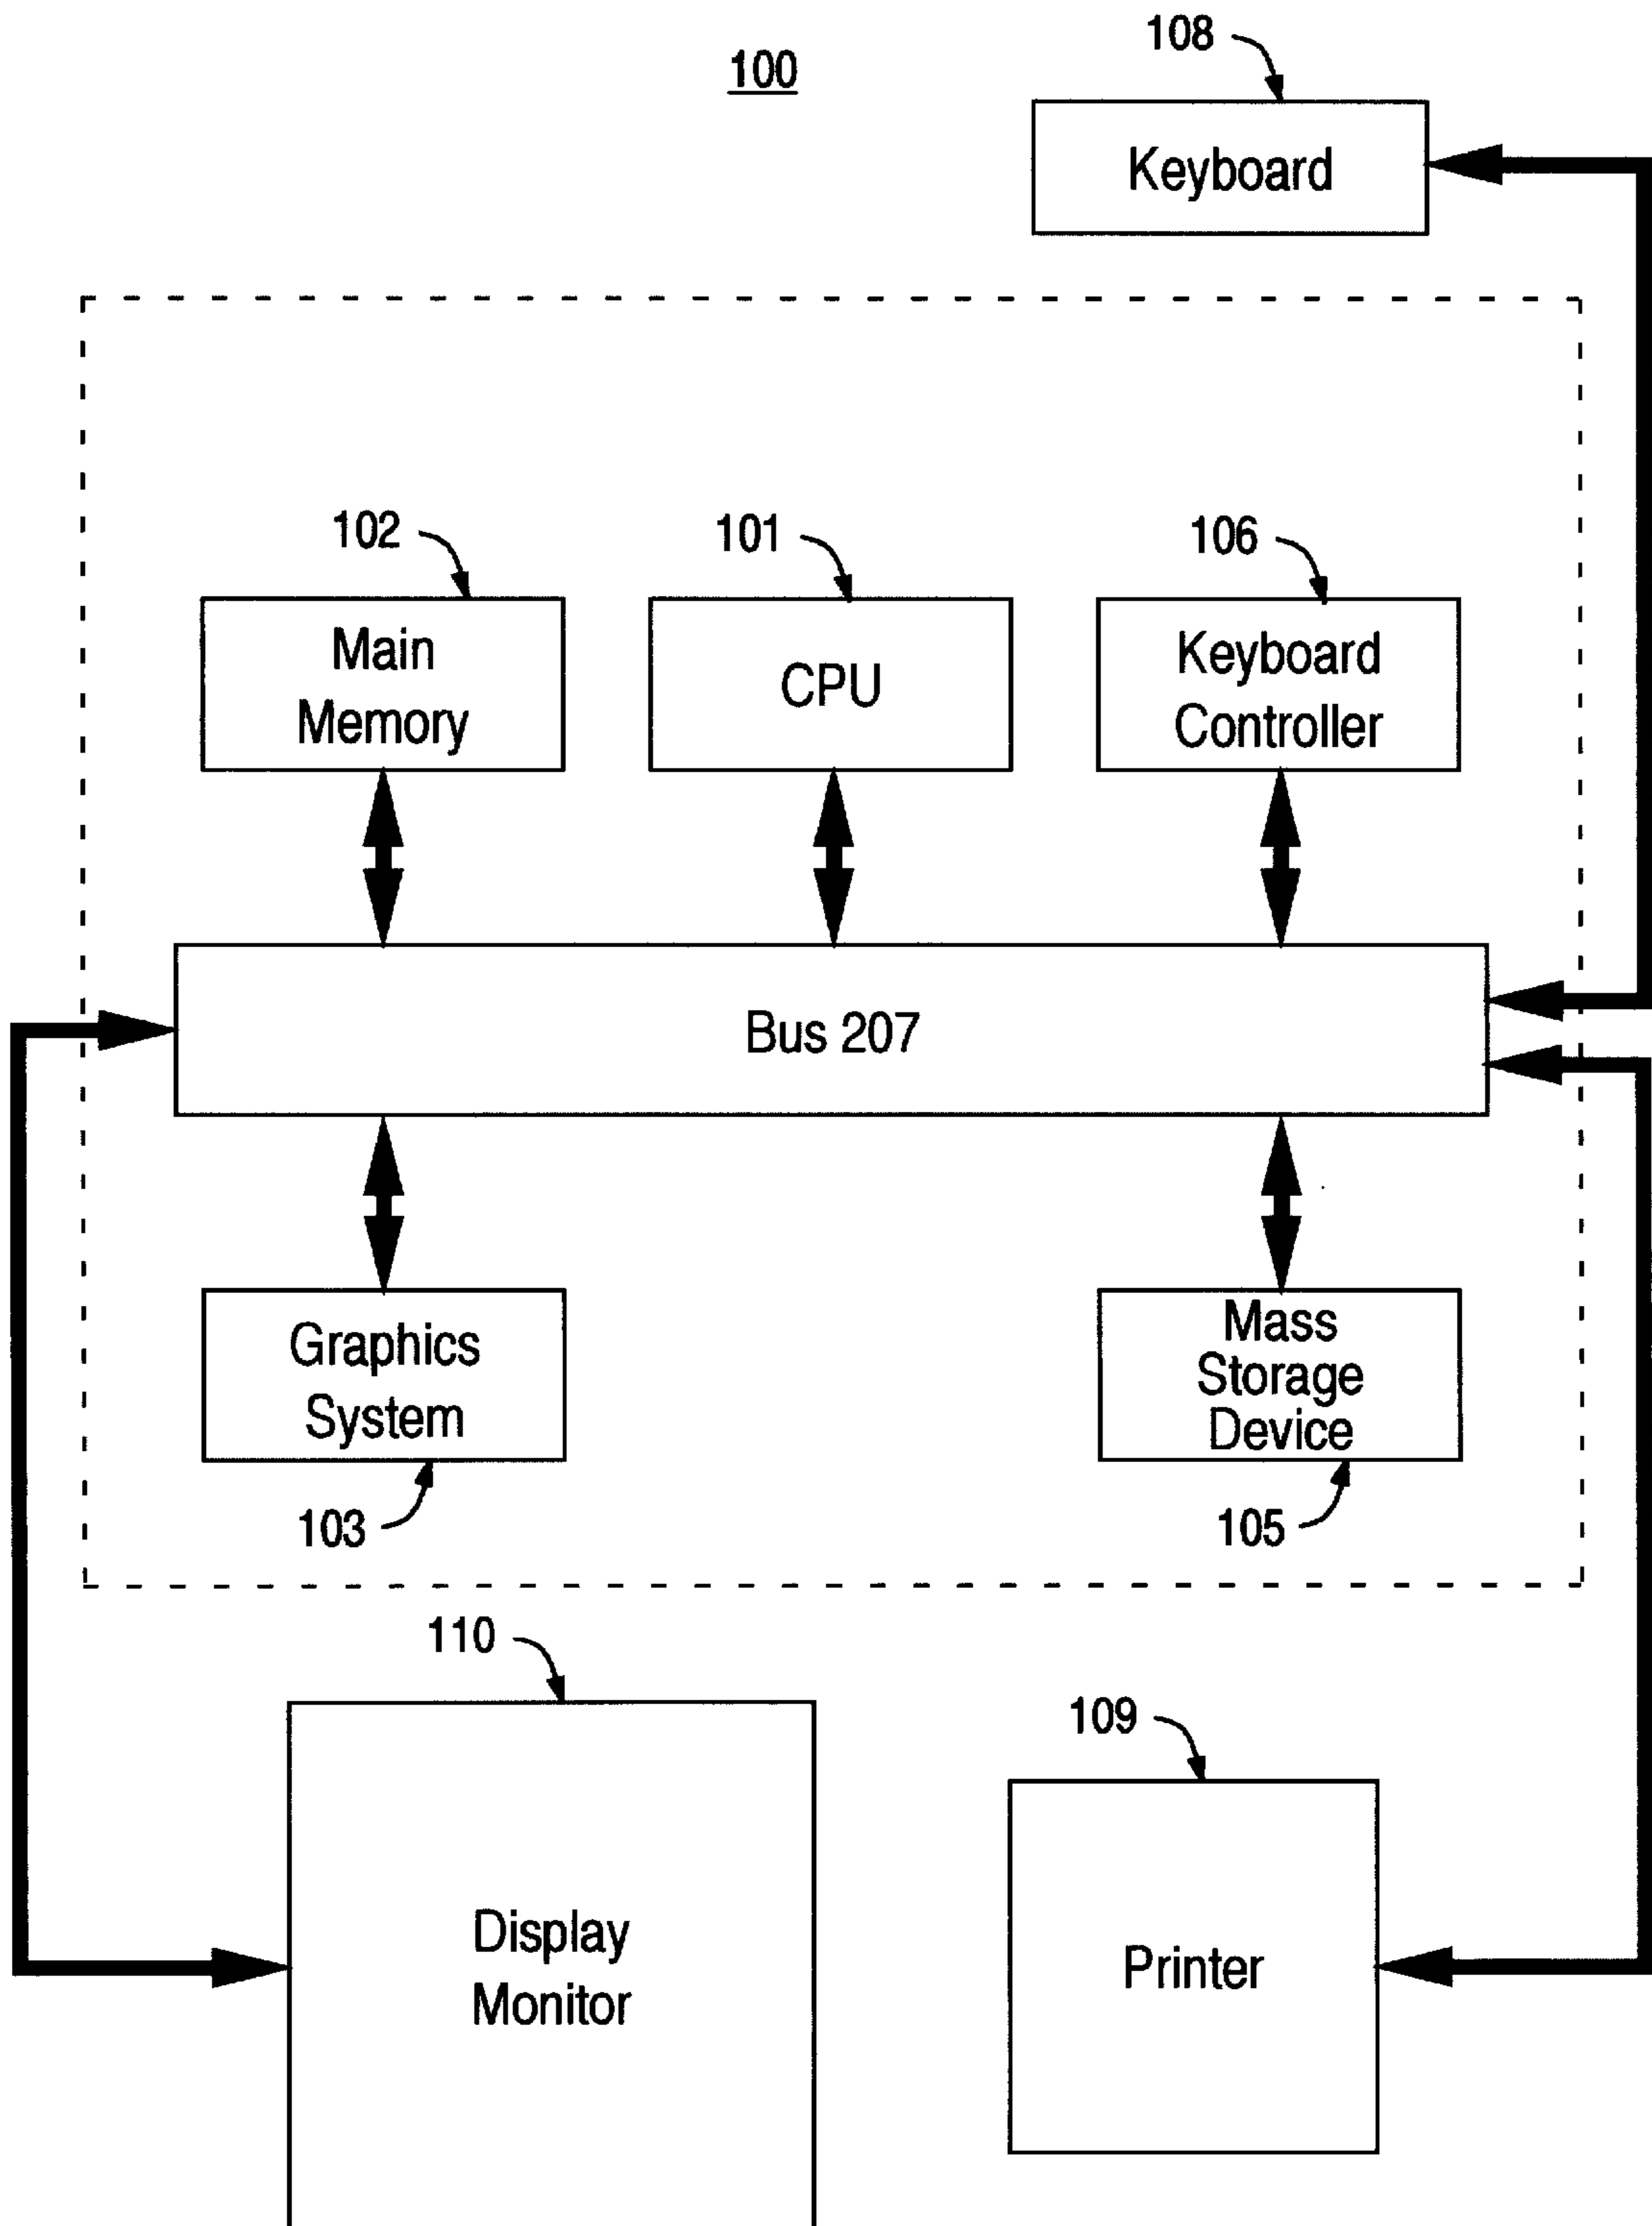 100
108
Keyboard
102
101
106
Main
Memory
CPU
Keyboard
Controller
Bus 207
Graphics
System
Mass
Storage
Device
103
105
110
109
Display
Monitor
Printer